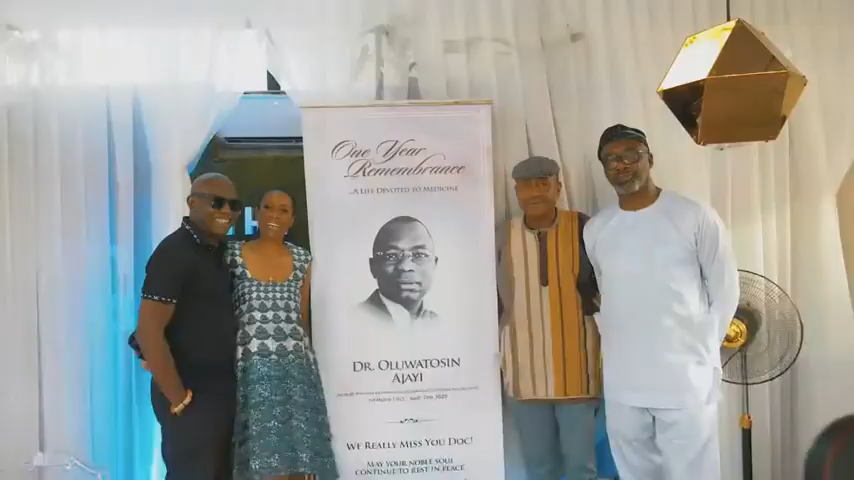 One Year
Remembrance
...A Life Devoted to Medicine
Dr. Oluwatosin
Ajayi
We Really Miss You Doc!
May your noble soul
continue to rest in peace